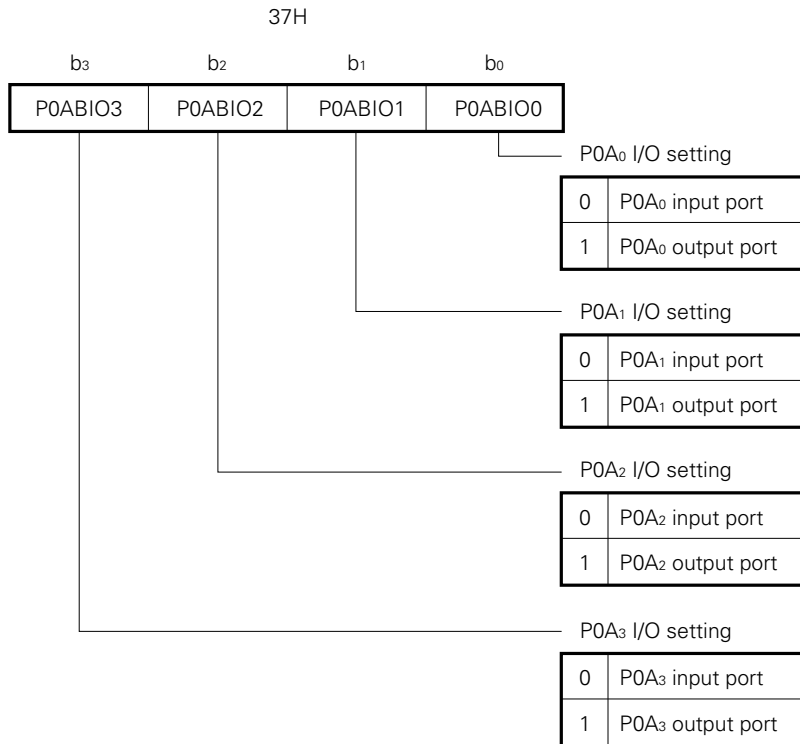 37H
b3 b2 b1 b0
P0ABIO3 P0ABIO2 P0ABIO1 P0ABIO0
P0A0 I/O setting
0 P0A0 input port
1 P0A0 output port
P0A1 I/O setting
0 P0A1 input port
1 P0A1 output port
P0A2 I/O setting
0 P0A2 input port
1 P0A2 output port
P0A3 I/O setting
0 P0A3 input port
1 P0A3 output port